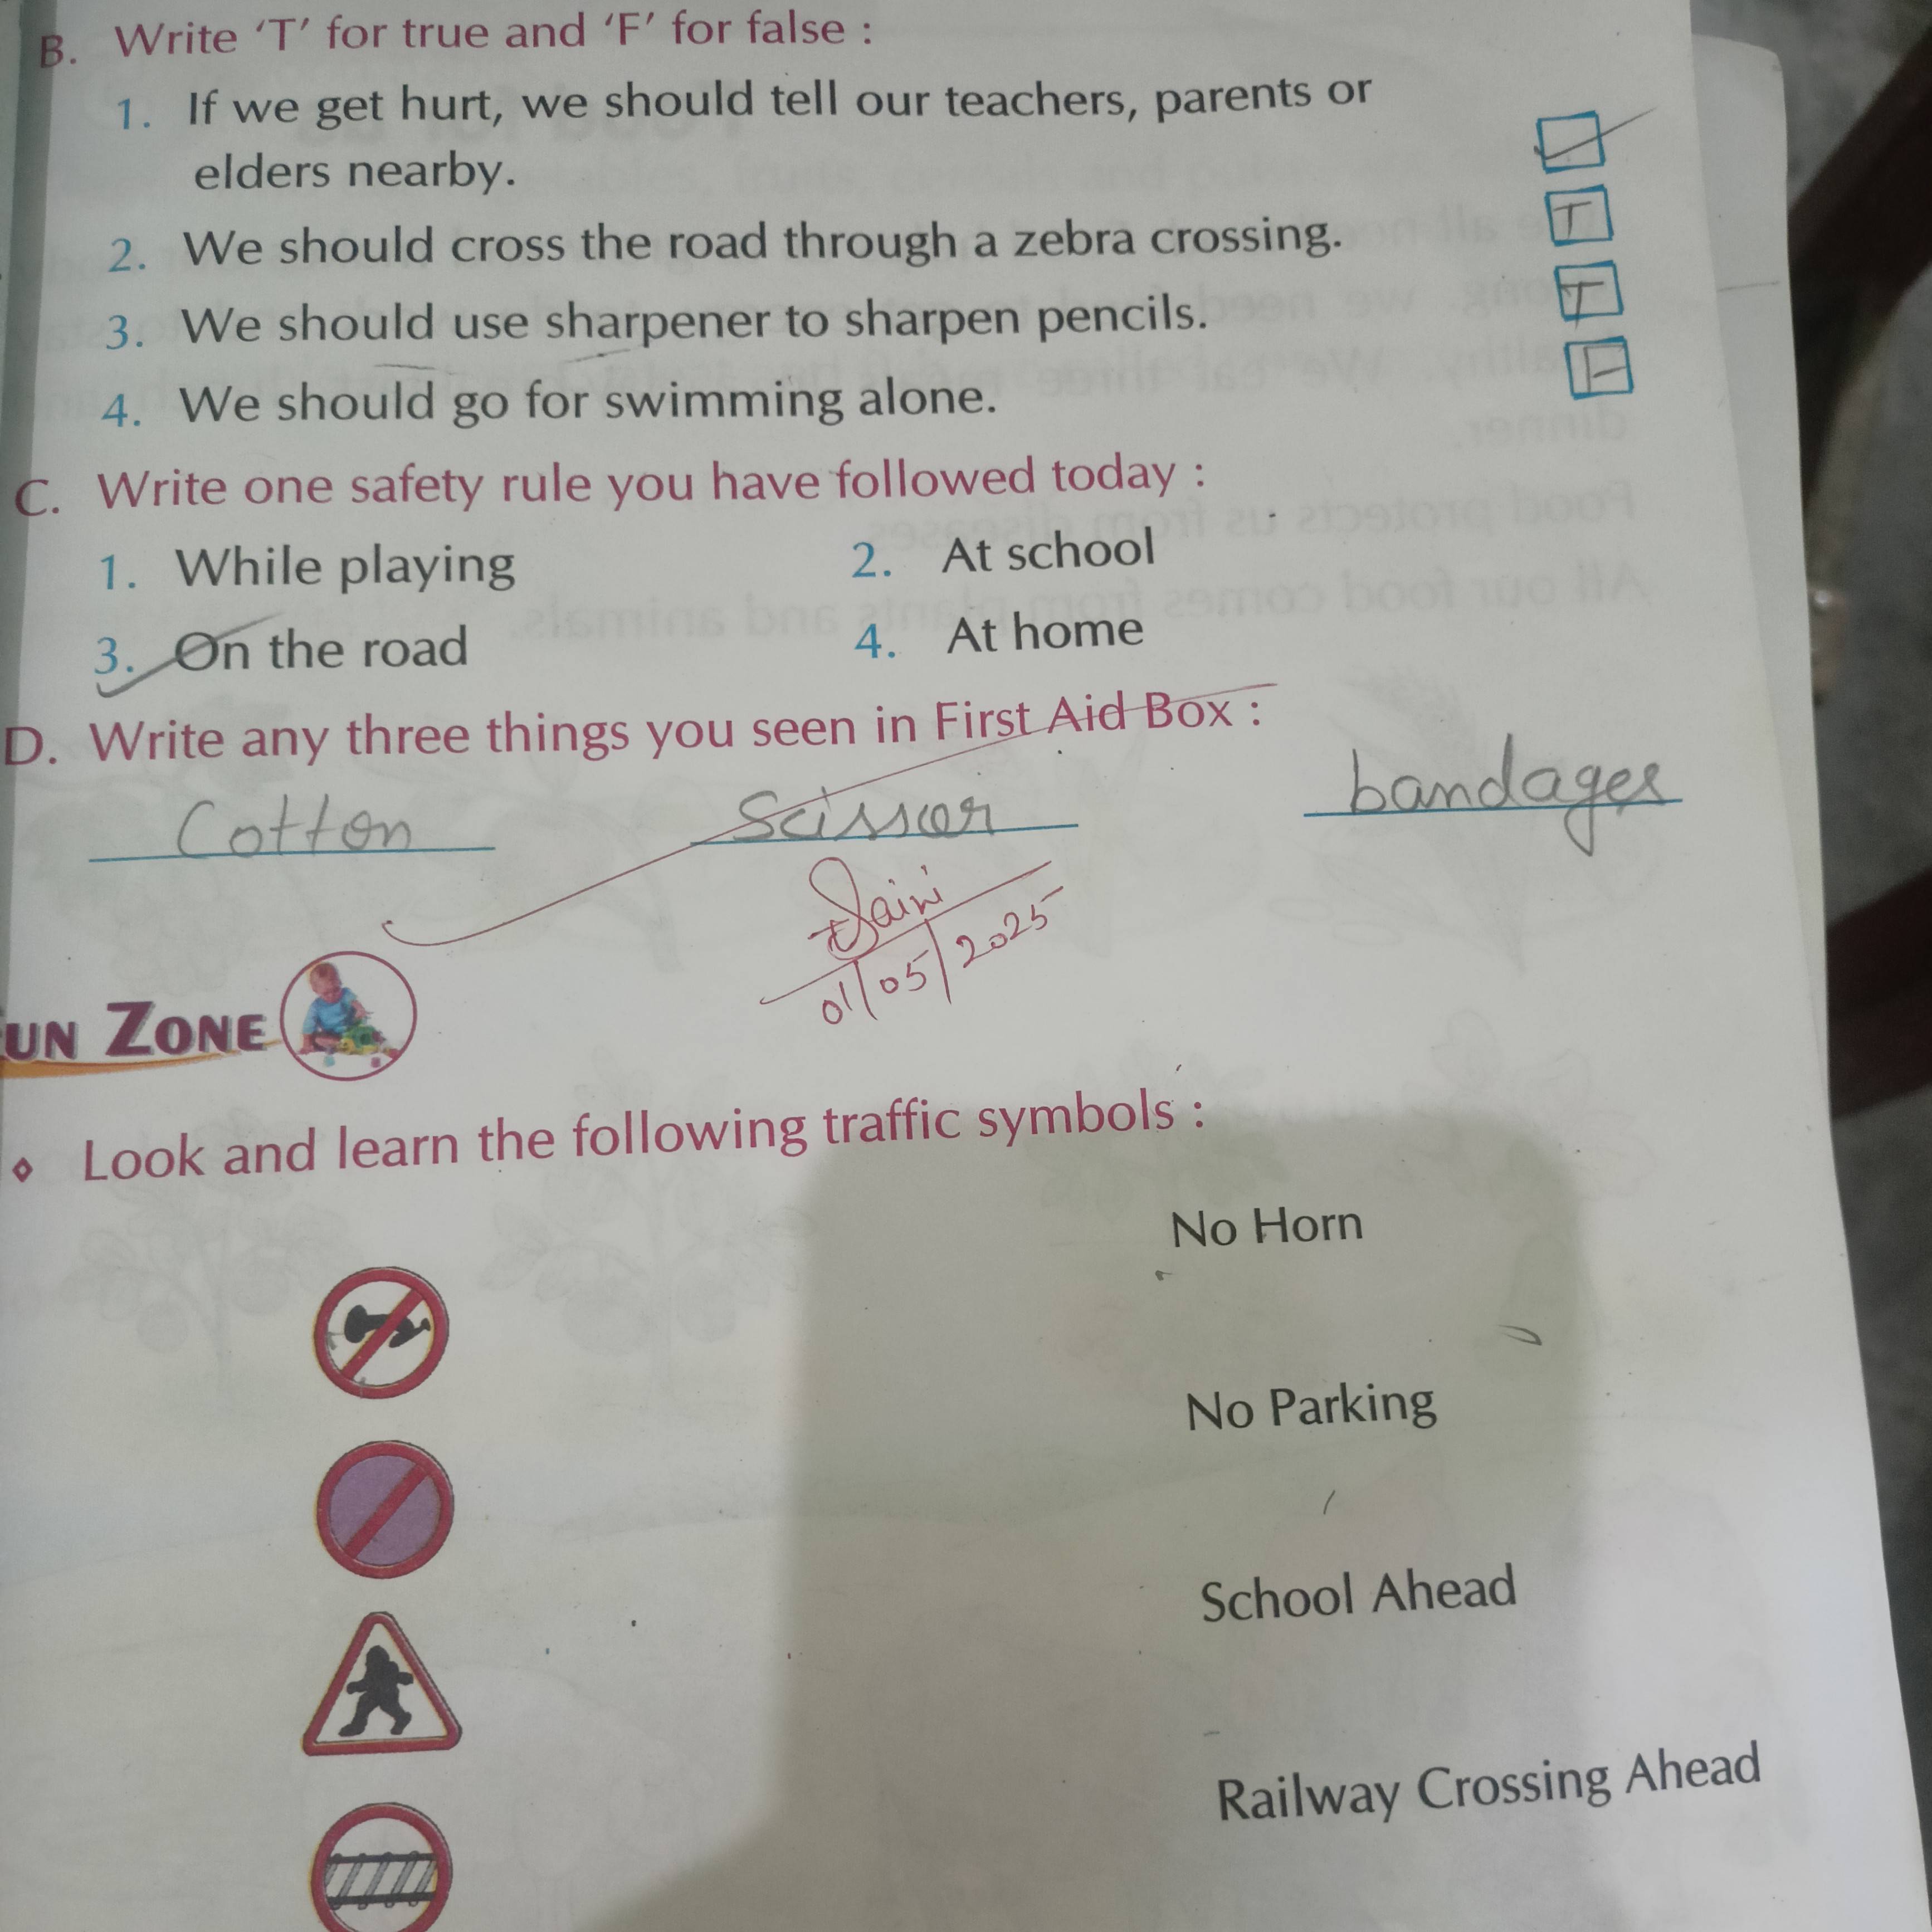 B. Write ‘T’ for true and ‘F’ for false :
1. If we get hurt, we should tell our teachers, parents or
elders nearby.
2. We should cross the road through a zebra crossing. T
3. We should use sharpener to sharpen pencils. T
4. We should go for swimming alone. F
C. Write one safety rule you have followed today :
1. While playing 2. At school
3. On the road 4. At home
D. Write any three things you seen in First Aid Box :
Cotton Scissor bandages
Saini
01/05/2025
UN ZONE
Look and learn the following traffic symbols :
No Horn
No Parking
School Ahead
Railway Crossing Ahead